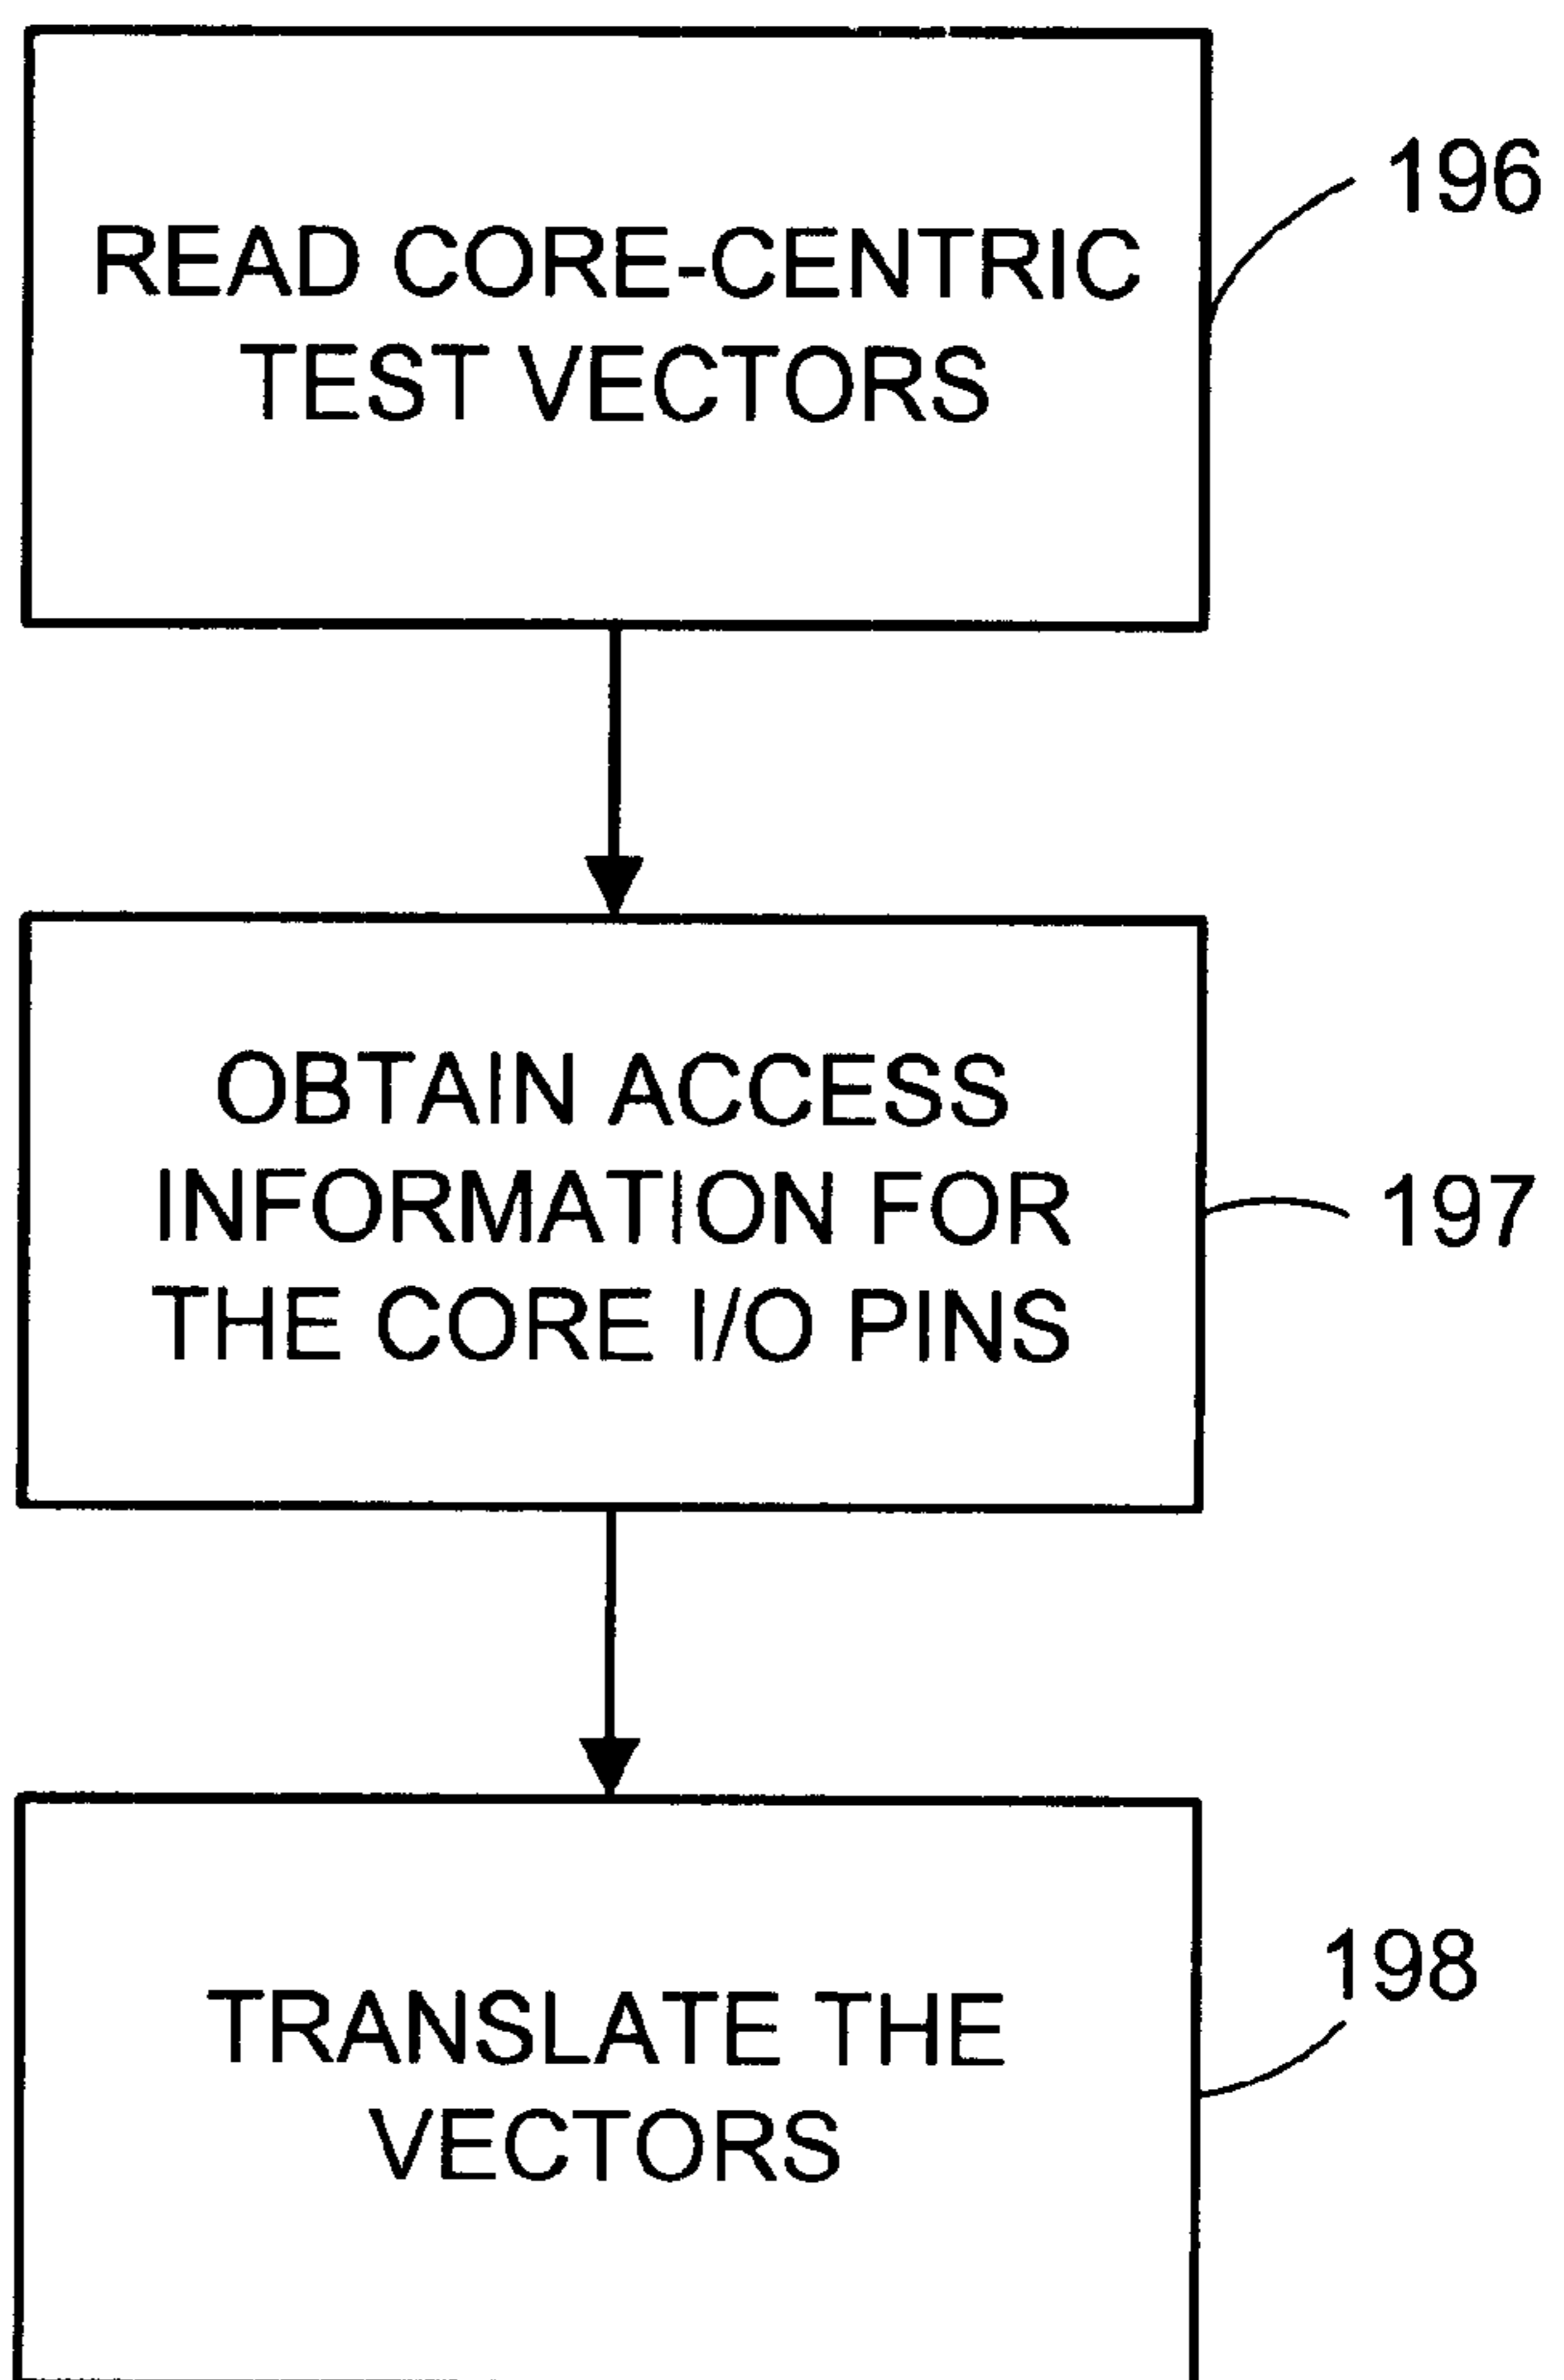 READ CORE-CENTRIC
TEST VECTORS
196
OBTAIN ACCESS
INFORMATION FOR
THE CORE I/O PINS
197
TRANSLATE THE
VECTORS
198